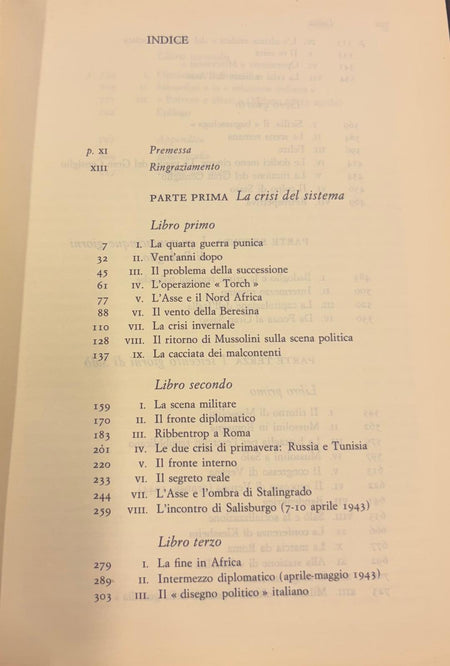 INDICE
p. XI Premessa
XIII Ringraziamento
PARTE PRIMA La crisi del sistema
Libro primo
7 I. La quarta guerra punica
32 II. Vent'anni dopo
45 III. Il problema della successione
61 IV. L'operazione « Torch »
77 V. L'Asse e il Nord Africa
88 VI. Il vento della Beresina
110 VII. La crisi invernale
128 VIII. Il ritorno di Mussolini sulla scena politica
137 IX. La cacciata dei malcontenti
Libro secondo
159 I. La scena militare
170 II. Il fronte diplomatico
183 III. Ribbentrop a Roma
201 IV. Le due crisi di primavera: Russia e Tunisia
220 V. Il fronte interno
233 VI. Il segreto reale
244 VII. L'Asse e l'ombra di Stalingrado
259 VIII. L'incontro di Salisburgo (7-10 aprile 1943)
Libro terzo
279 I. La fine in Africa
289 II. Intermezzo diplomatico (aprile-maggio 1943)
303 III. Il « disegno politico » italiano